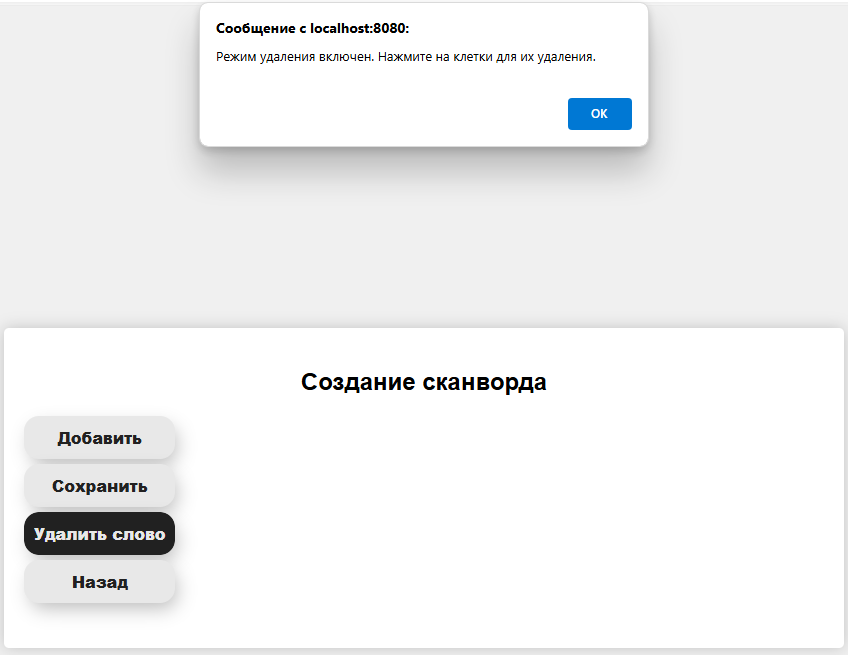 Сообщение с localhost:8080:
Режим удаления включен. Нажмите на клетки для их удаления.
ОК
Создание сканворда
Добавить
Сохранить
Удалить слово
Назад